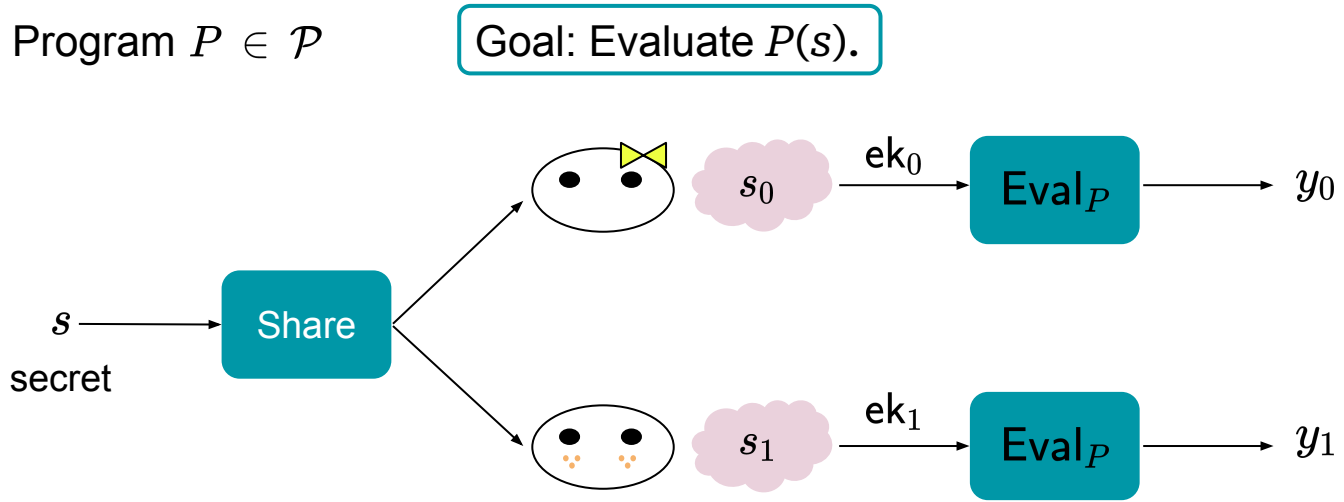 Program P ∈ 𝒫
Goal: Evaluate P(s).
s₀
ek₀
Eval_P
y₀
s
secret
Share
s₁
ek₁
Eval_P
y₁